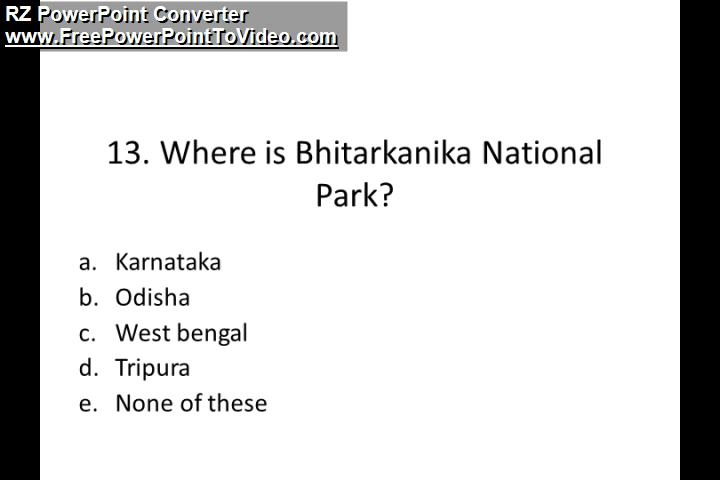 RZ PowerPoint Converter
www.FreePowerPointToVideo.com
13. Where is Bhitarkanika National
Park?
a. Karnataka
b. Odisha
c. West bengal
d. Tripura
e. None of these